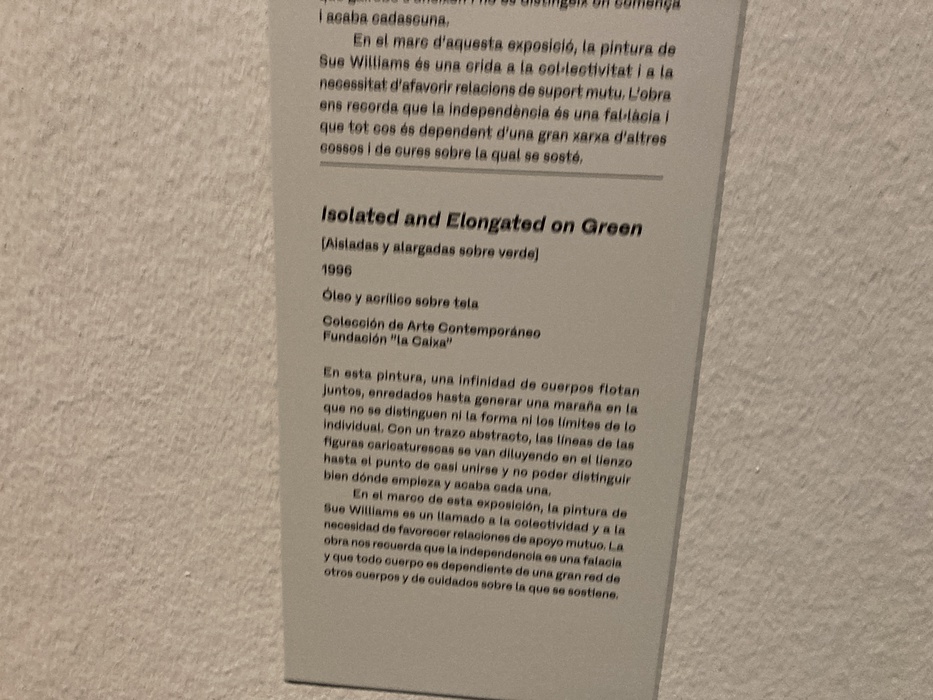 i acaba cadascuna.
En el marc d'aquesta exposició, la pintura de
Sue Williams és una crida a la col·lectivitat i a la
necessitat d'afavorir relacions de suport mutu. L'obra
ens recorda que la independència és una fal·làcia i
que tot cos és dependent d'una gran xarxa d'altres
cossos i de cures sobre la qual se sosté.
Isolated and Elongated on Green
[Aisladas y alargadas sobre verde]
1996
Óleo y acrílico sobre tela
Colección de Arte Contemporáneo
Fundación "la Caixa"
En esta pintura, una infinidad de cuerpos flotan
juntos, enredados hasta generar una maraña en la
que no se distinguen ni la forma ni los límites de lo
individual. Con un trazo abstracto, las líneas de las
figuras caricaturescas se van diluyendo en el lienzo
hasta el punto de casi unirse y no poder distinguir
bien dónde empieza y acaba cada una.
En el marco de esta exposición, la pintura de
Sue Williams es un llamado a la colectividad y a la
necesidad de favorecer relaciones de apoyo mutuo. La
obra nos recuerda que la independencia es una falacia
y que todo cuerpo es dependiente de una gran red de
otros cuerpos y de cuidados sobre la que se sostiene.